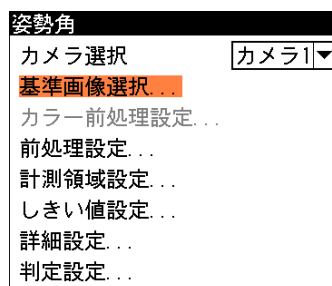 姿勢角
カメラ選択 カメラ1
基準画像選択...
カラー前処理設定...
前処理設定...
計測領域設定...
しきい値設定...
詳細設定...
判定設定...